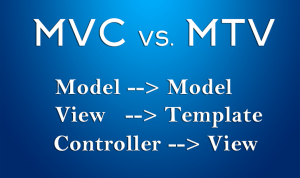 MVC vs. MTV
Model --> Model
View --> Template
Controller --> View